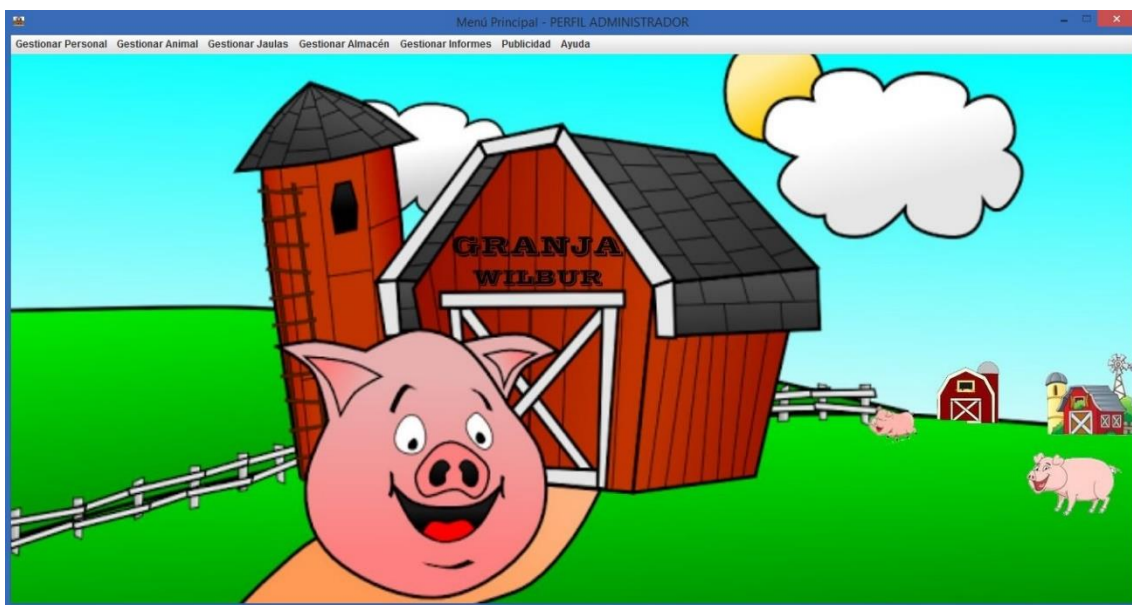 Menú Principal - PERFIL ADMINISTRADOR
Gestionar Personal Gestionar Animal Gestionar Jaulas Gestionar Almacén Gestionar Informes Publicidad Ayuda
GRANJA
WILBUR